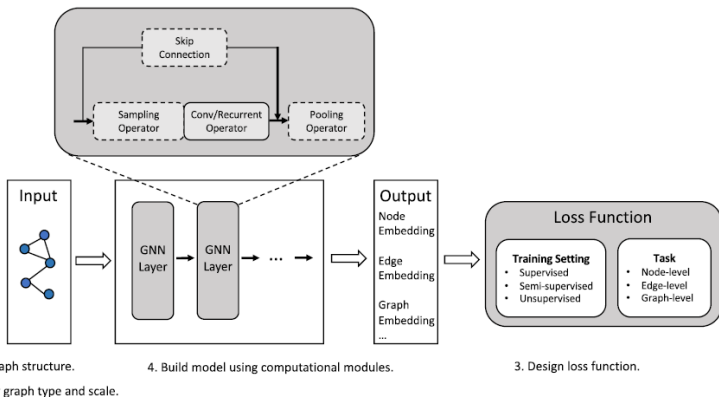 Skip
Connection
Sampling
Operator
Conv/Recurrent
Operator
Pooling
Operator
Input
GNN
Layer
GNN
Layer
...
Output
Node
Embedding
Edge
Embedding
Graph
Embedding
...
Loss Function
Training Setting
• Supervised
• Semi-supervised
• Unsupervised
Task
• Node-level
• Edge-level
• Graph-level
aph structure.
graph type and scale.
4. Build model using computational modules.
3. Design loss function.